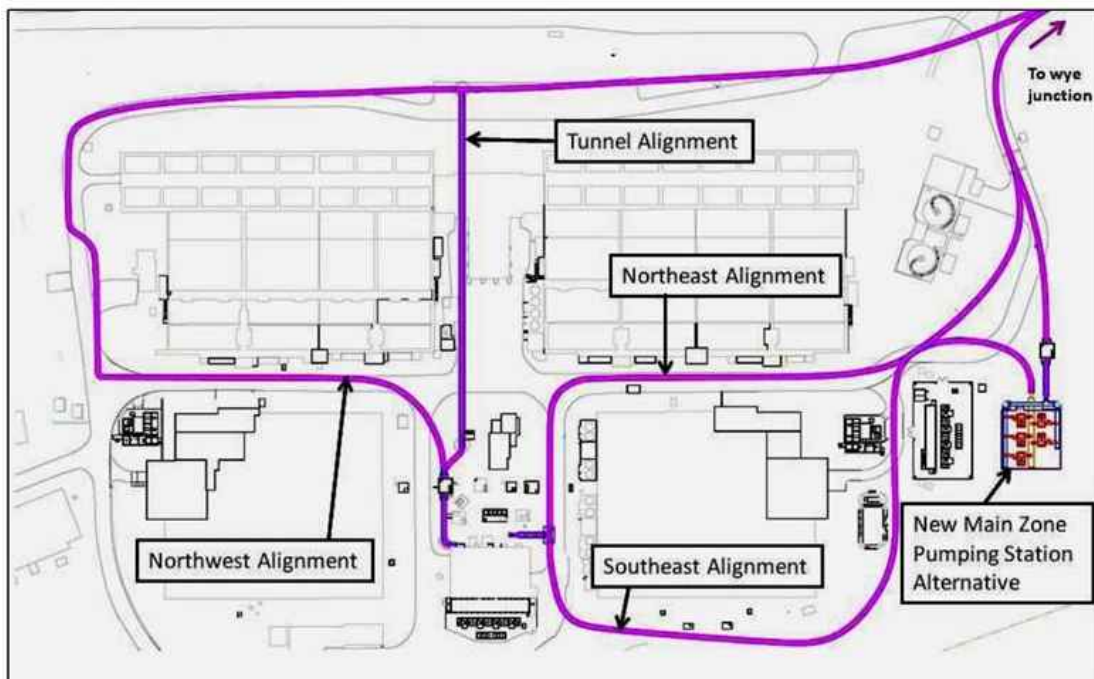 To wye
junction
Tunnel Alignment
Northeast Alignment
Northwest Alignment
Southeast Alignment
New Main Zone
Pumping Station
Alternative